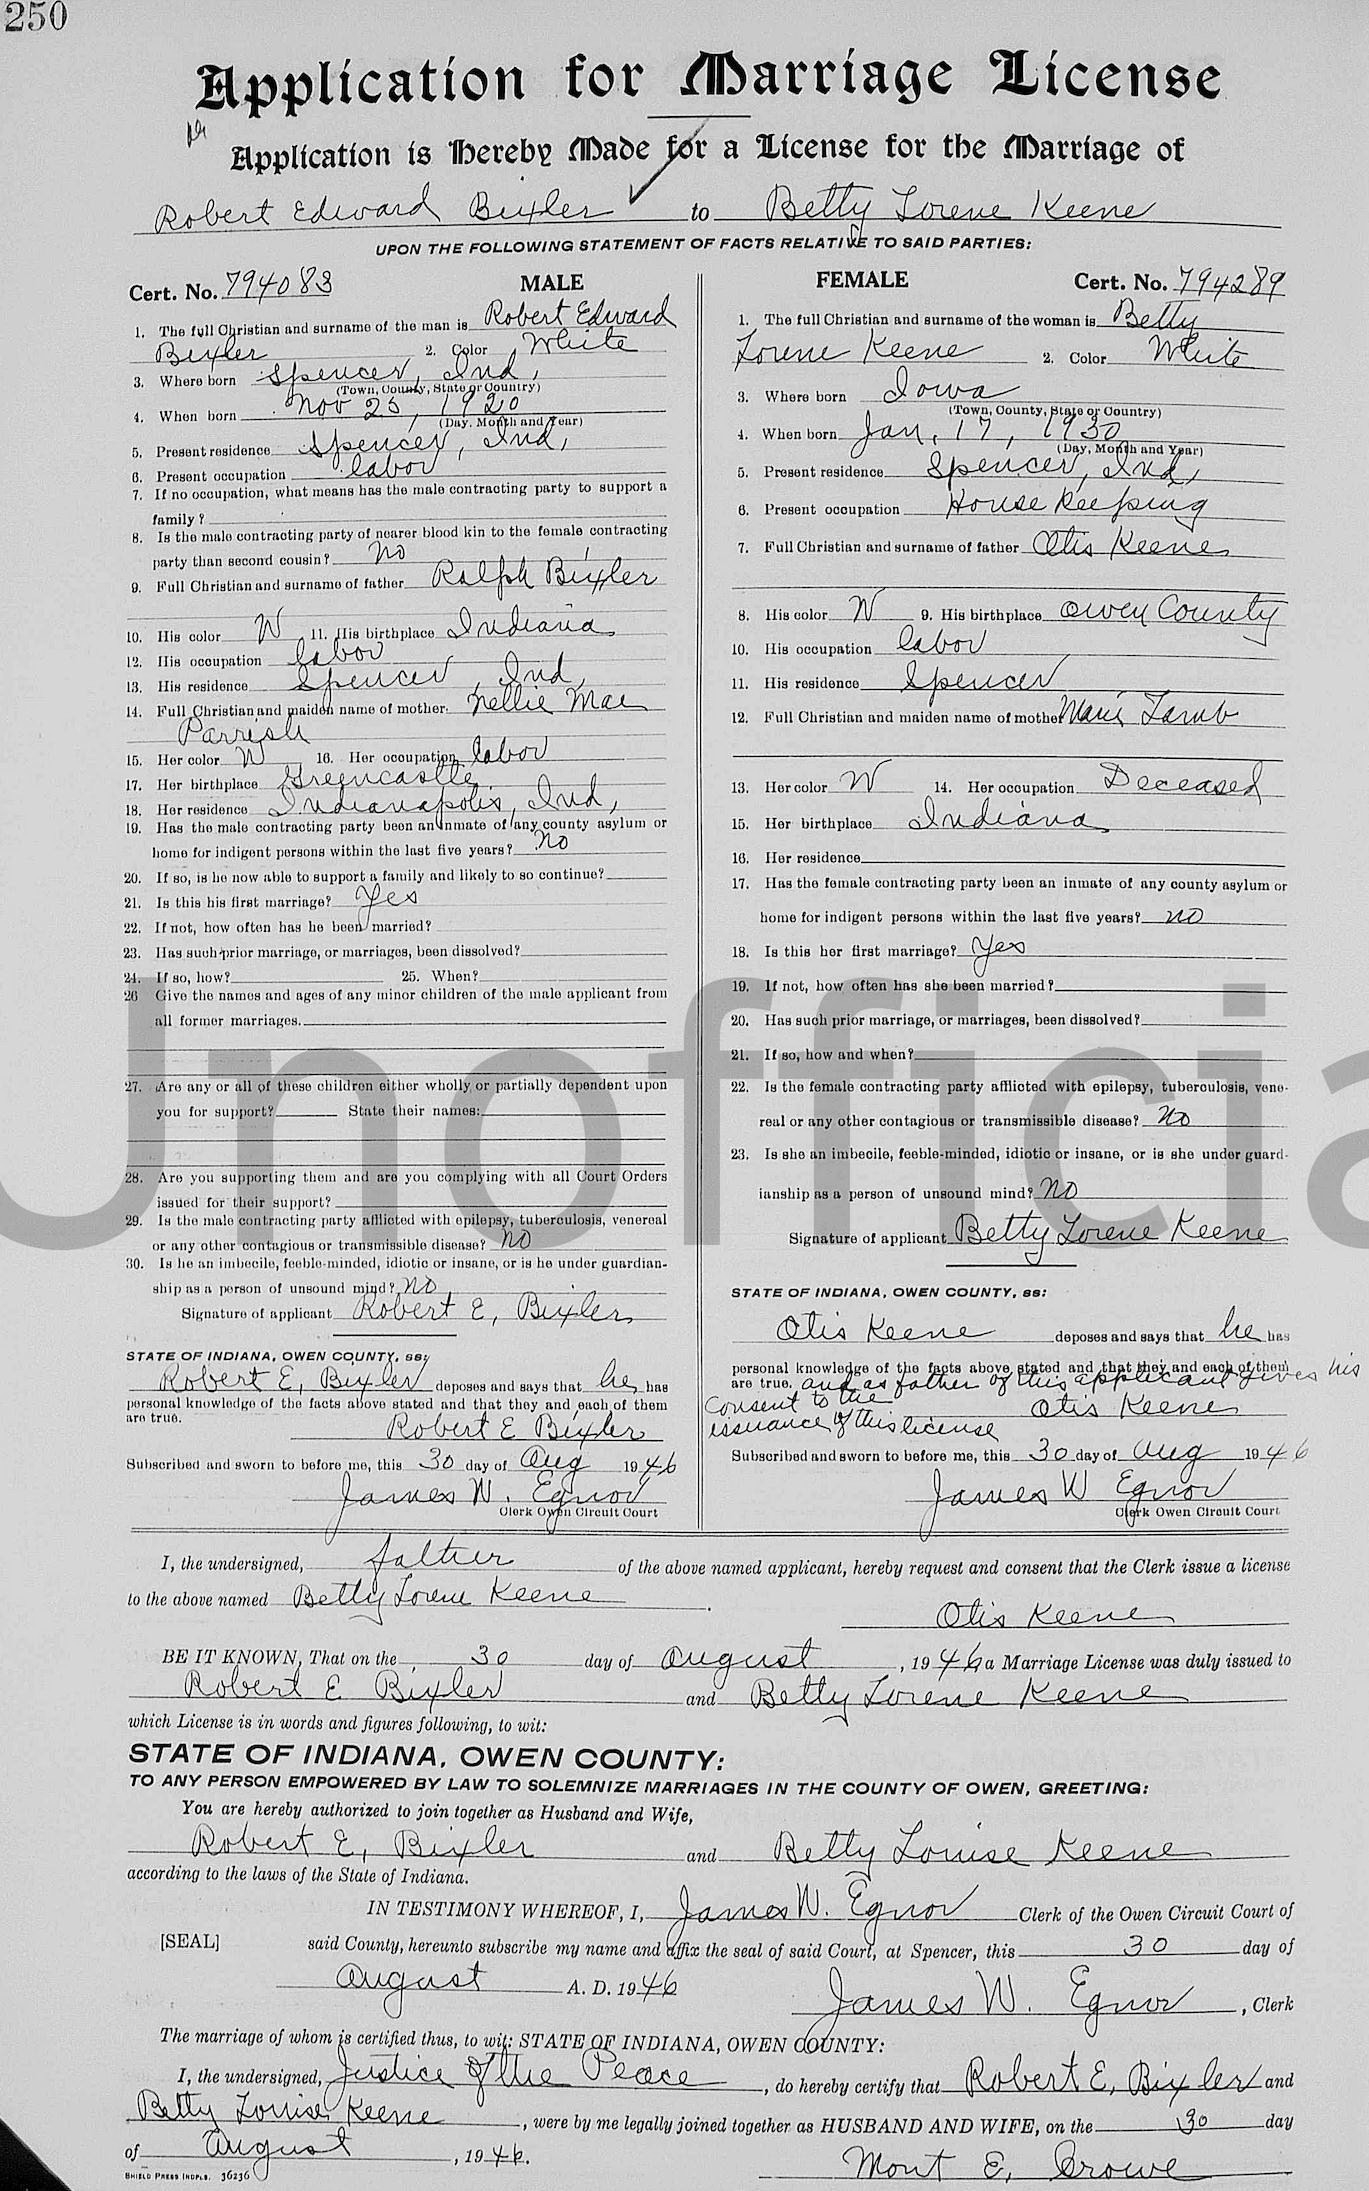 250
Application for Marriage License
Application is Hereby Made for a License for the Marriage of
Robert Edward Bixler to Betty Lorene Keene
UPON THE FOLLOWING STATEMENT OF FACTS RELATIVE TO SAID PARTIES:
Cert. No. 794083 MALE
1. The full Christian and surname of the man is Robert Edward
Bixler 2. Color White
3. Where born Spencer, Ind,
(Town, County, State or Country)
4. When born Nov 25, 1920
(Day, Month and Year)
5. Present residence Spencer, Ind,
6. Present occupation labor
7. If no occupation, what means has the male contracting party to support a
family?
8. Is the male contracting party of nearer blood kin to the female contracting
party than second cousin? No
9. Full Christian and surname of father Ralph Bixler
10. His color W 11. His birthplace Indiana
12. His occupation labor
13. His residence Spencer, Ind,
14. Full Christian and maiden name of mother. Nellie Mae
Parrish
15. Her color W 16. Her occupation labor
17. Her birthplace Greencastle
18. Her residence Indianapolis, Ind,
19. Has the male contracting party been an inmate of any county asylum or
home for indigent persons within the last five years? No
20. If so, is he now able to support a family and likely to so continue?
21. Is this his first marriage? Yes
22. If not, how often has he been married?
23. Has such prior marriage, or marriages, been dissolved?
24. If so, how? 25. When?
26 Give the names and ages of any minor children of the male applicant from
all former marriages.
27. Are any or all of these children either wholly or partially dependent upon
you for support? State their names:
28. Are you supporting them and are you complying with all Court Orders
issued for their support?
29. Is the male contracting party afflicted with epilepsy, tuberculosis, venereal
or any other contagious or transmissible disease? No
30. Is he an imbecile, feeble-minded, idiotic or insane, or is he under guardian-
ship as a person of unsound mind? No
Signature of applicant Robert E, Bixler
STATE OF INDIANA, OWEN COUNTY, ss:
Robert E, Bixler deposes and says that he has
personal knowledge of the facts above stated and that they and each of them
are true.
Robert E Bixler
Subscribed and sworn to before me, this 30 day of Aug 1946
James W. Egnor
Clerk Owen Circuit Court
FEMALE Cert. No. 794289
1. The full Christian and surname of the woman is Betty
Lorene Keene 2. Color White
3. Where born Iowa
(Town, County, State or Country)
4. When born Jan, 17, 1930
(Day, Month and Year)
5. Present residence Spencer, Ind,
6. Present occupation House Keeping
7. Full Christian and surname of father Otis Keene
8. His color W 9. His birthplace Owen County
10. His occupation labor
11. His residence Spencer
12. Full Christian and maiden name of mother Marie Lamb
13. Her color W 14. Her occupation Deceased
15. Her birthplace Indiana
16. Her residence
17. Has the female contracting party been an inmate of any county asylum or
home for indigent persons within the last five years? No
18. Is this her first marriage? Yes
19. If not, how often has she been married?
20. Has such prior marriage, or marriages, been dissolved?
21. If so, how and when?
22. Is the female contracting party afflicted with epilepsy, tuberculosis, vene-
real or any other contagious or transmissible disease? No
23. Is she an imbecile, feeble-minded, idiotic or insane, or is she under guard-
ianship as a person of unsound mind? No
Signature of applicant Betty Lorene Keene
STATE OF INDIANA, OWEN COUNTY, ss:
Otis Keene deposes and says that he has
personal knowledge of the facts above stated and that they and each of them
are true. and as father of this applicant gives his
consent to the
issuance of this license
Otis Keene
Subscribed and sworn to before me, this 30 day of Aug 1946
James W Egnor
Clerk Owen Circuit Court
I, the undersigned, father of the above named applicant, hereby request and consent that the Clerk issue a license
to the above named Betty Lorene Keene.
Otis Keene
BE IT KNOWN, That on the 30 day of August, 1946 a Marriage License was duly issued to
Robert E Bixler and Betty Lorene Keene
which License is in words and figures following, to wit:
STATE OF INDIANA, OWEN COUNTY:
TO ANY PERSON EMPOWERED BY LAW TO SOLEMNIZE MARRIAGES IN THE COUNTY OF OWEN, GREETING:
You are hereby authorized to join together as Husband and Wife,
Robert E, Bixler and Betty Louise Keene
according to the laws of the State of Indiana.
IN TESTIMONY WHEREOF, I, James W. Egnor Clerk of the Owen Circuit Court of
[SEAL] said County, hereunto subscribe my name and affix the seal of said Court, at Spencer, this 30 day of
August A. D. 1946
James W. Egnor, Clerk
The marriage of whom is certified thus, to wit: STATE OF INDIANA, OWEN COUNTY:
I, the undersigned, Justice of the Peace, do hereby certify that Robert E, Bixler and
Betty Louise Keene, were by me legally joined together as HUSBAND AND WIFE, on the 30 day
of August, 1946.
Mont E, Crowe
SHIELD PRESS INDPLS. 36236
Unofficia